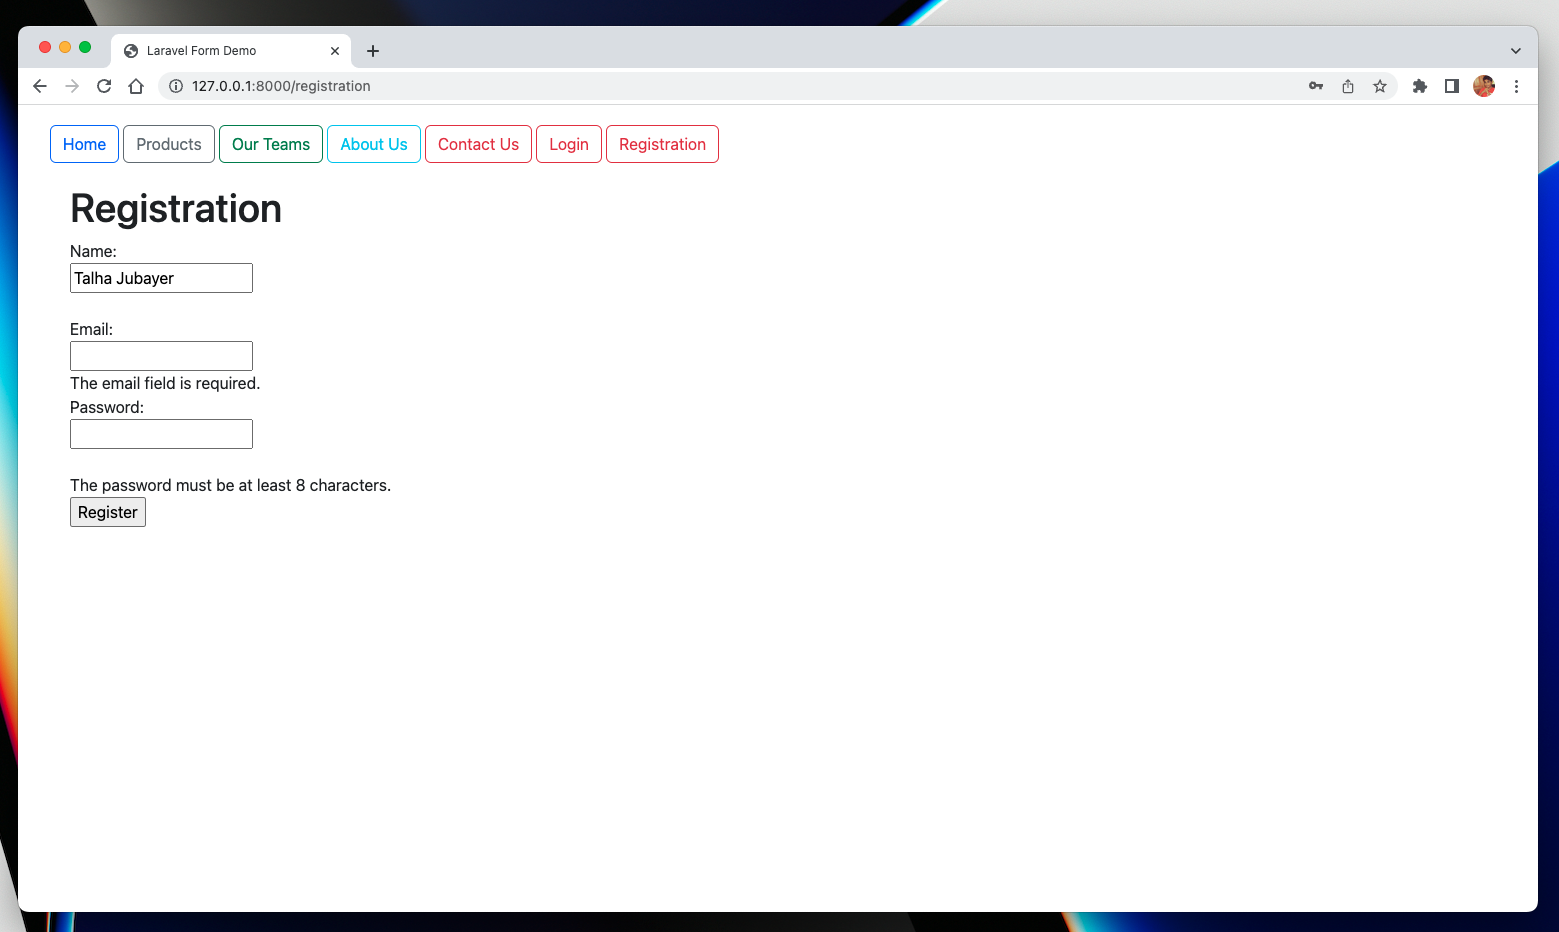 Laravel Form Demo
127.0.0.1:8000/registration
Home Products Our Teams About Us Contact Us Login Registration
Registration
Name:
Talha Jubayer
Email:
The email field is required.
Password:
The password must be at least 8 characters.
Register